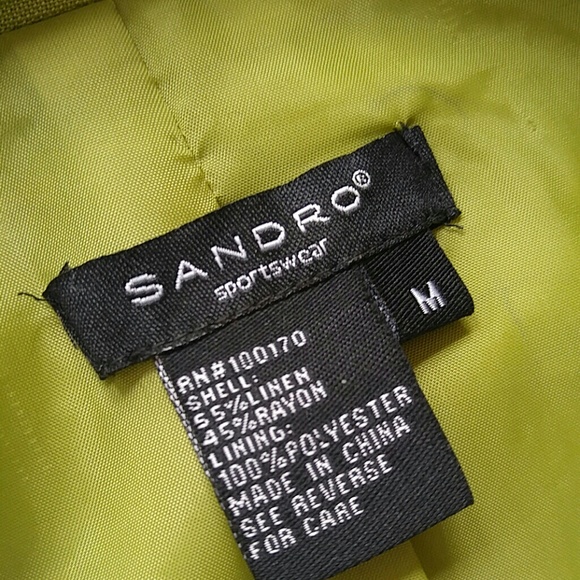 SANDRO®
sportswear
M
RN#100170
SHELL:
55%LINEN
45%RAYON
LINING:
100%POLYESTER
MADE IN CHINA
SEE REVERSE
FOR CARE